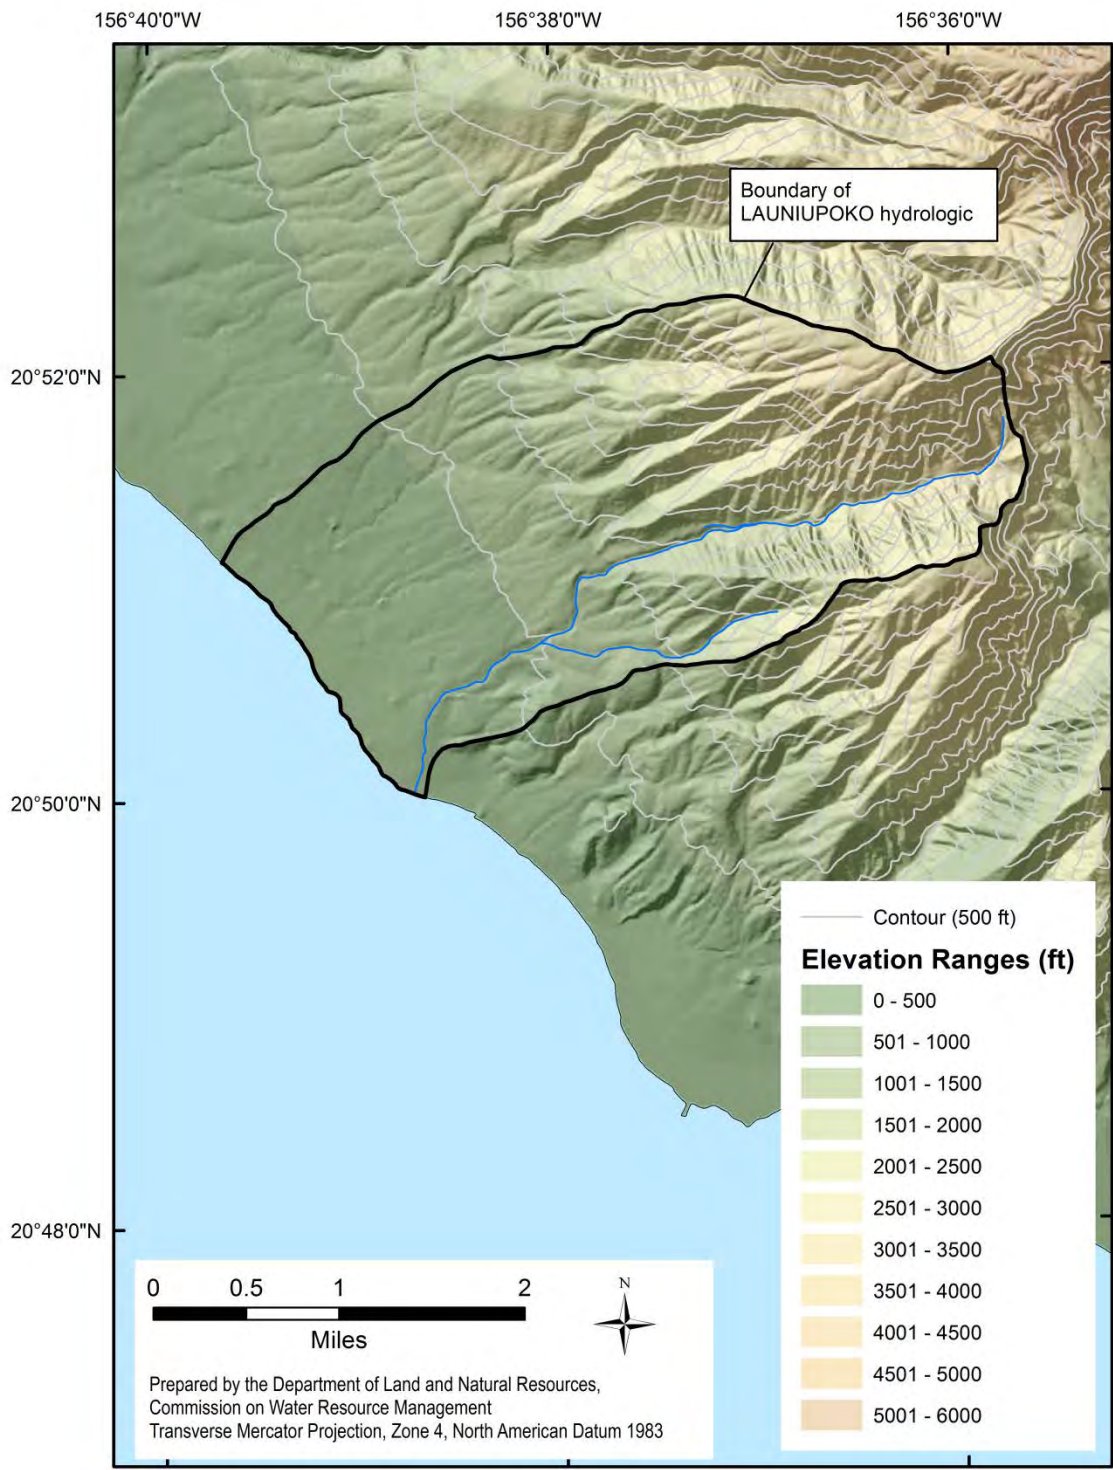 156°40'0"W 156°38'0"W 156°36'0"W
Boundary of
LAUNIUPOKO hydrologic
20°52'0"N
20°50'0"N
Contour (500 ft)
Elevation Ranges (ft)
0 - 500
501 - 1000
1001 - 1500
1501 - 2000
2001 - 2500
2501 - 3000
3001 - 3500
3501 - 4000
4001 - 4500
4501 - 5000
5001 - 6000
20°48'0"N
0 0.5 1 2
Miles
N
Prepared by the Department of Land and Natural Resources,
Commission on Water Resource Management
Transverse Mercator Projection, Zone 4, North American Datum 1983